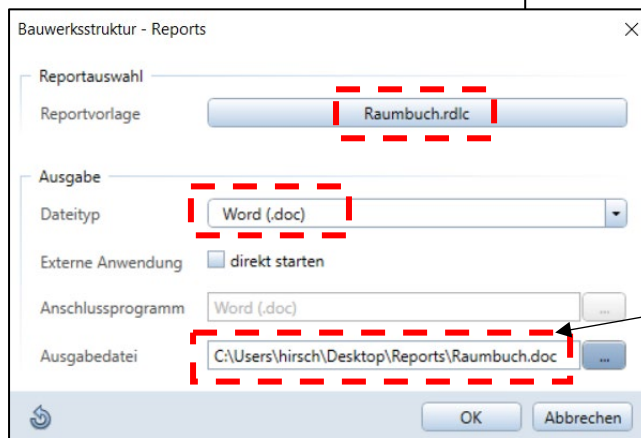 Bauwerksstruktur - Reports
Reportauswahl
Reportvorlage Raumbuch.rdlc
Ausgabe
Dateityp Word (.doc)
Externe Anwendung direkt starten
Anschlussprogramm Word (.doc) ...
Ausgabedatei C:\Users\hirsch\Desktop\Reports\Raumbuch.doc ...
OK Abbrechen